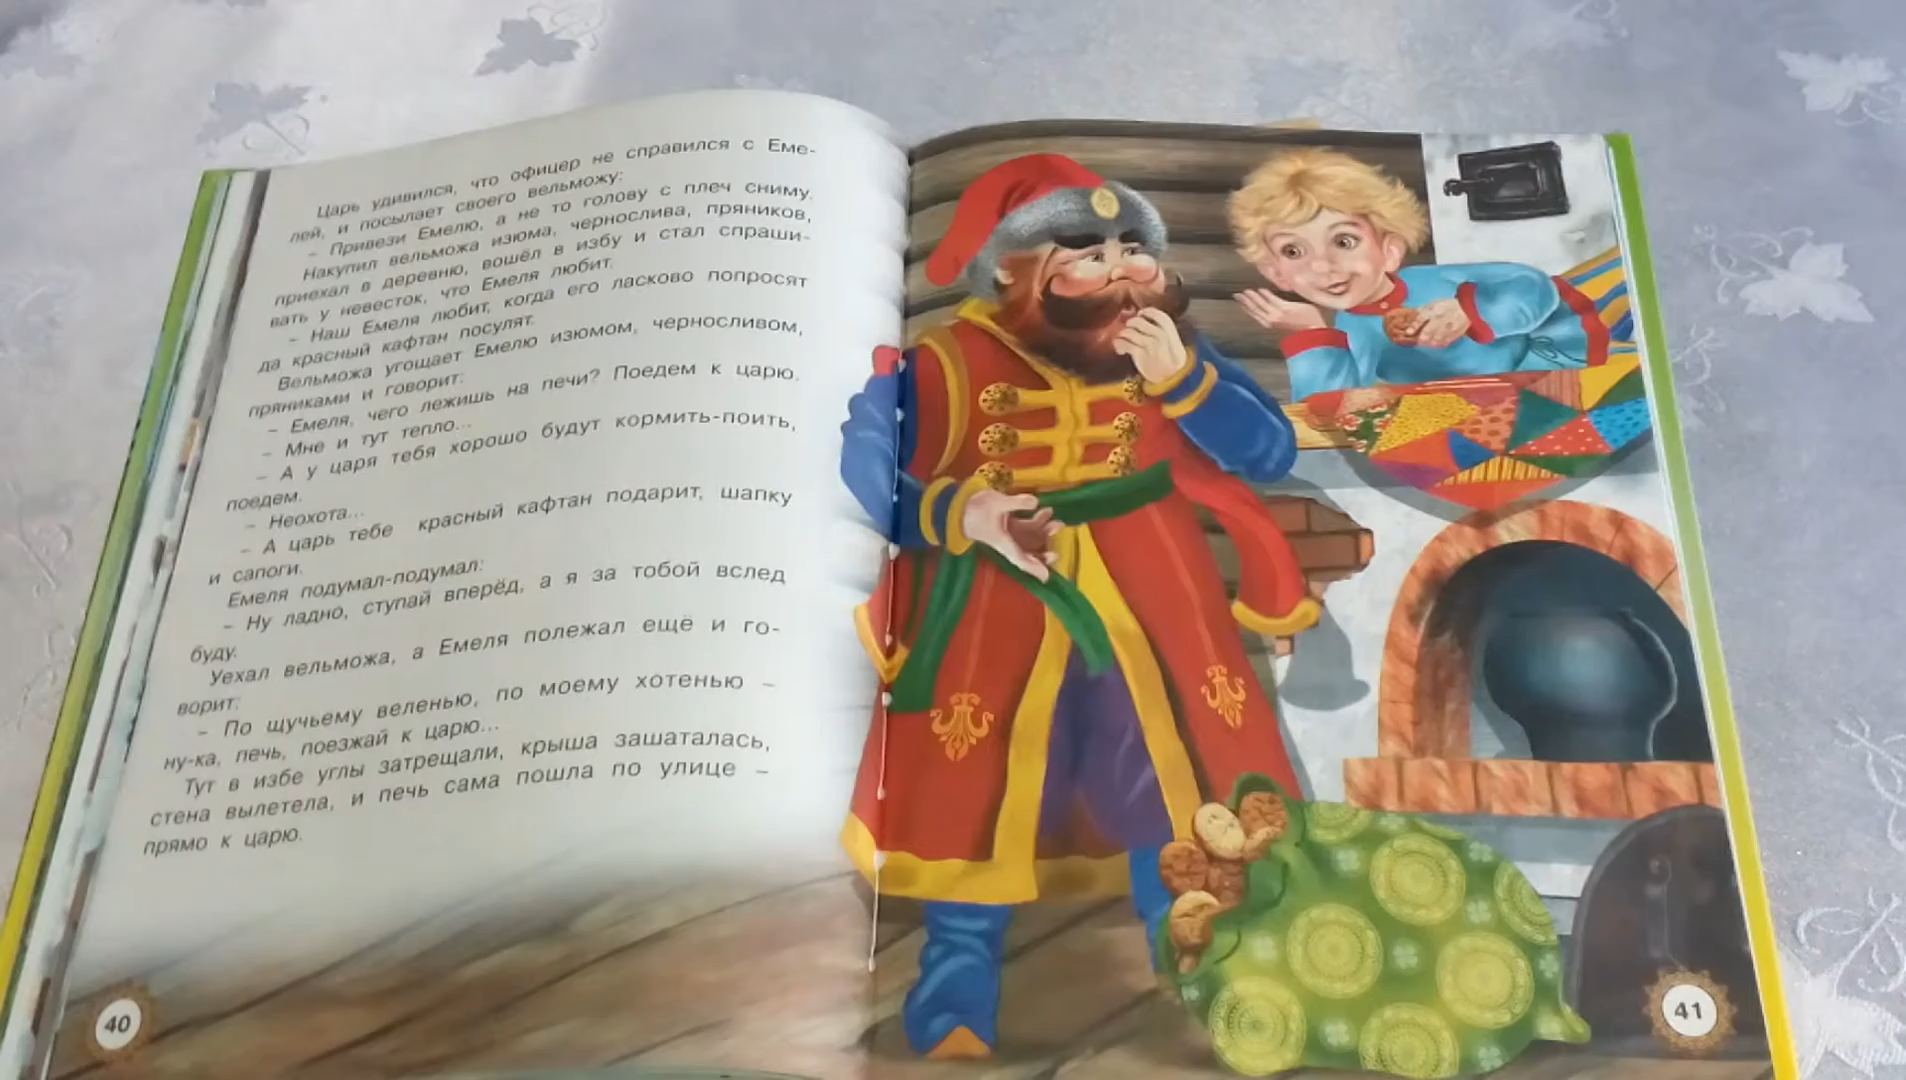 Царь удивился, что офицер не справился с Еме-
лей, и посылает своего вельможу:
– Привези Емелю, а не то голову с плеч сниму.
Накупил вельможа изюма, чернослива, пряников,
приехал в деревню, вошёл в избу и стал спраши-
вать у невесток, что Емеля любит.
– Наш Емеля любит, когда его ласково попросят
да красный кафтан посулят.
Вельможа угощает Емелю изюмом, черносливом,
пряниками и говорит:
– Емеля, чего лежишь на печи? Поедем к царю.
– Мне и тут тепло...
– А у царя тебя хорошо будут кормить-поить,
поедем.
– Неохота...
– А царь тебе красный кафтан подарит, шапку
и сапоги.
Емеля подумал-подумал:
– Ну ладно, ступай вперёд, а я за тобой вслед
буду.
Уехал вельможа, а Емеля полежал ещё и го-
ворит:
– По щучьему веленью, по моему хотенью –
ну-ка, печь, поезжай к царю...
Тут в избе углы затрещали, крыша зашаталась,
стена вылетела, и печь сама пошла по улице –
прямо к царю.
40
41